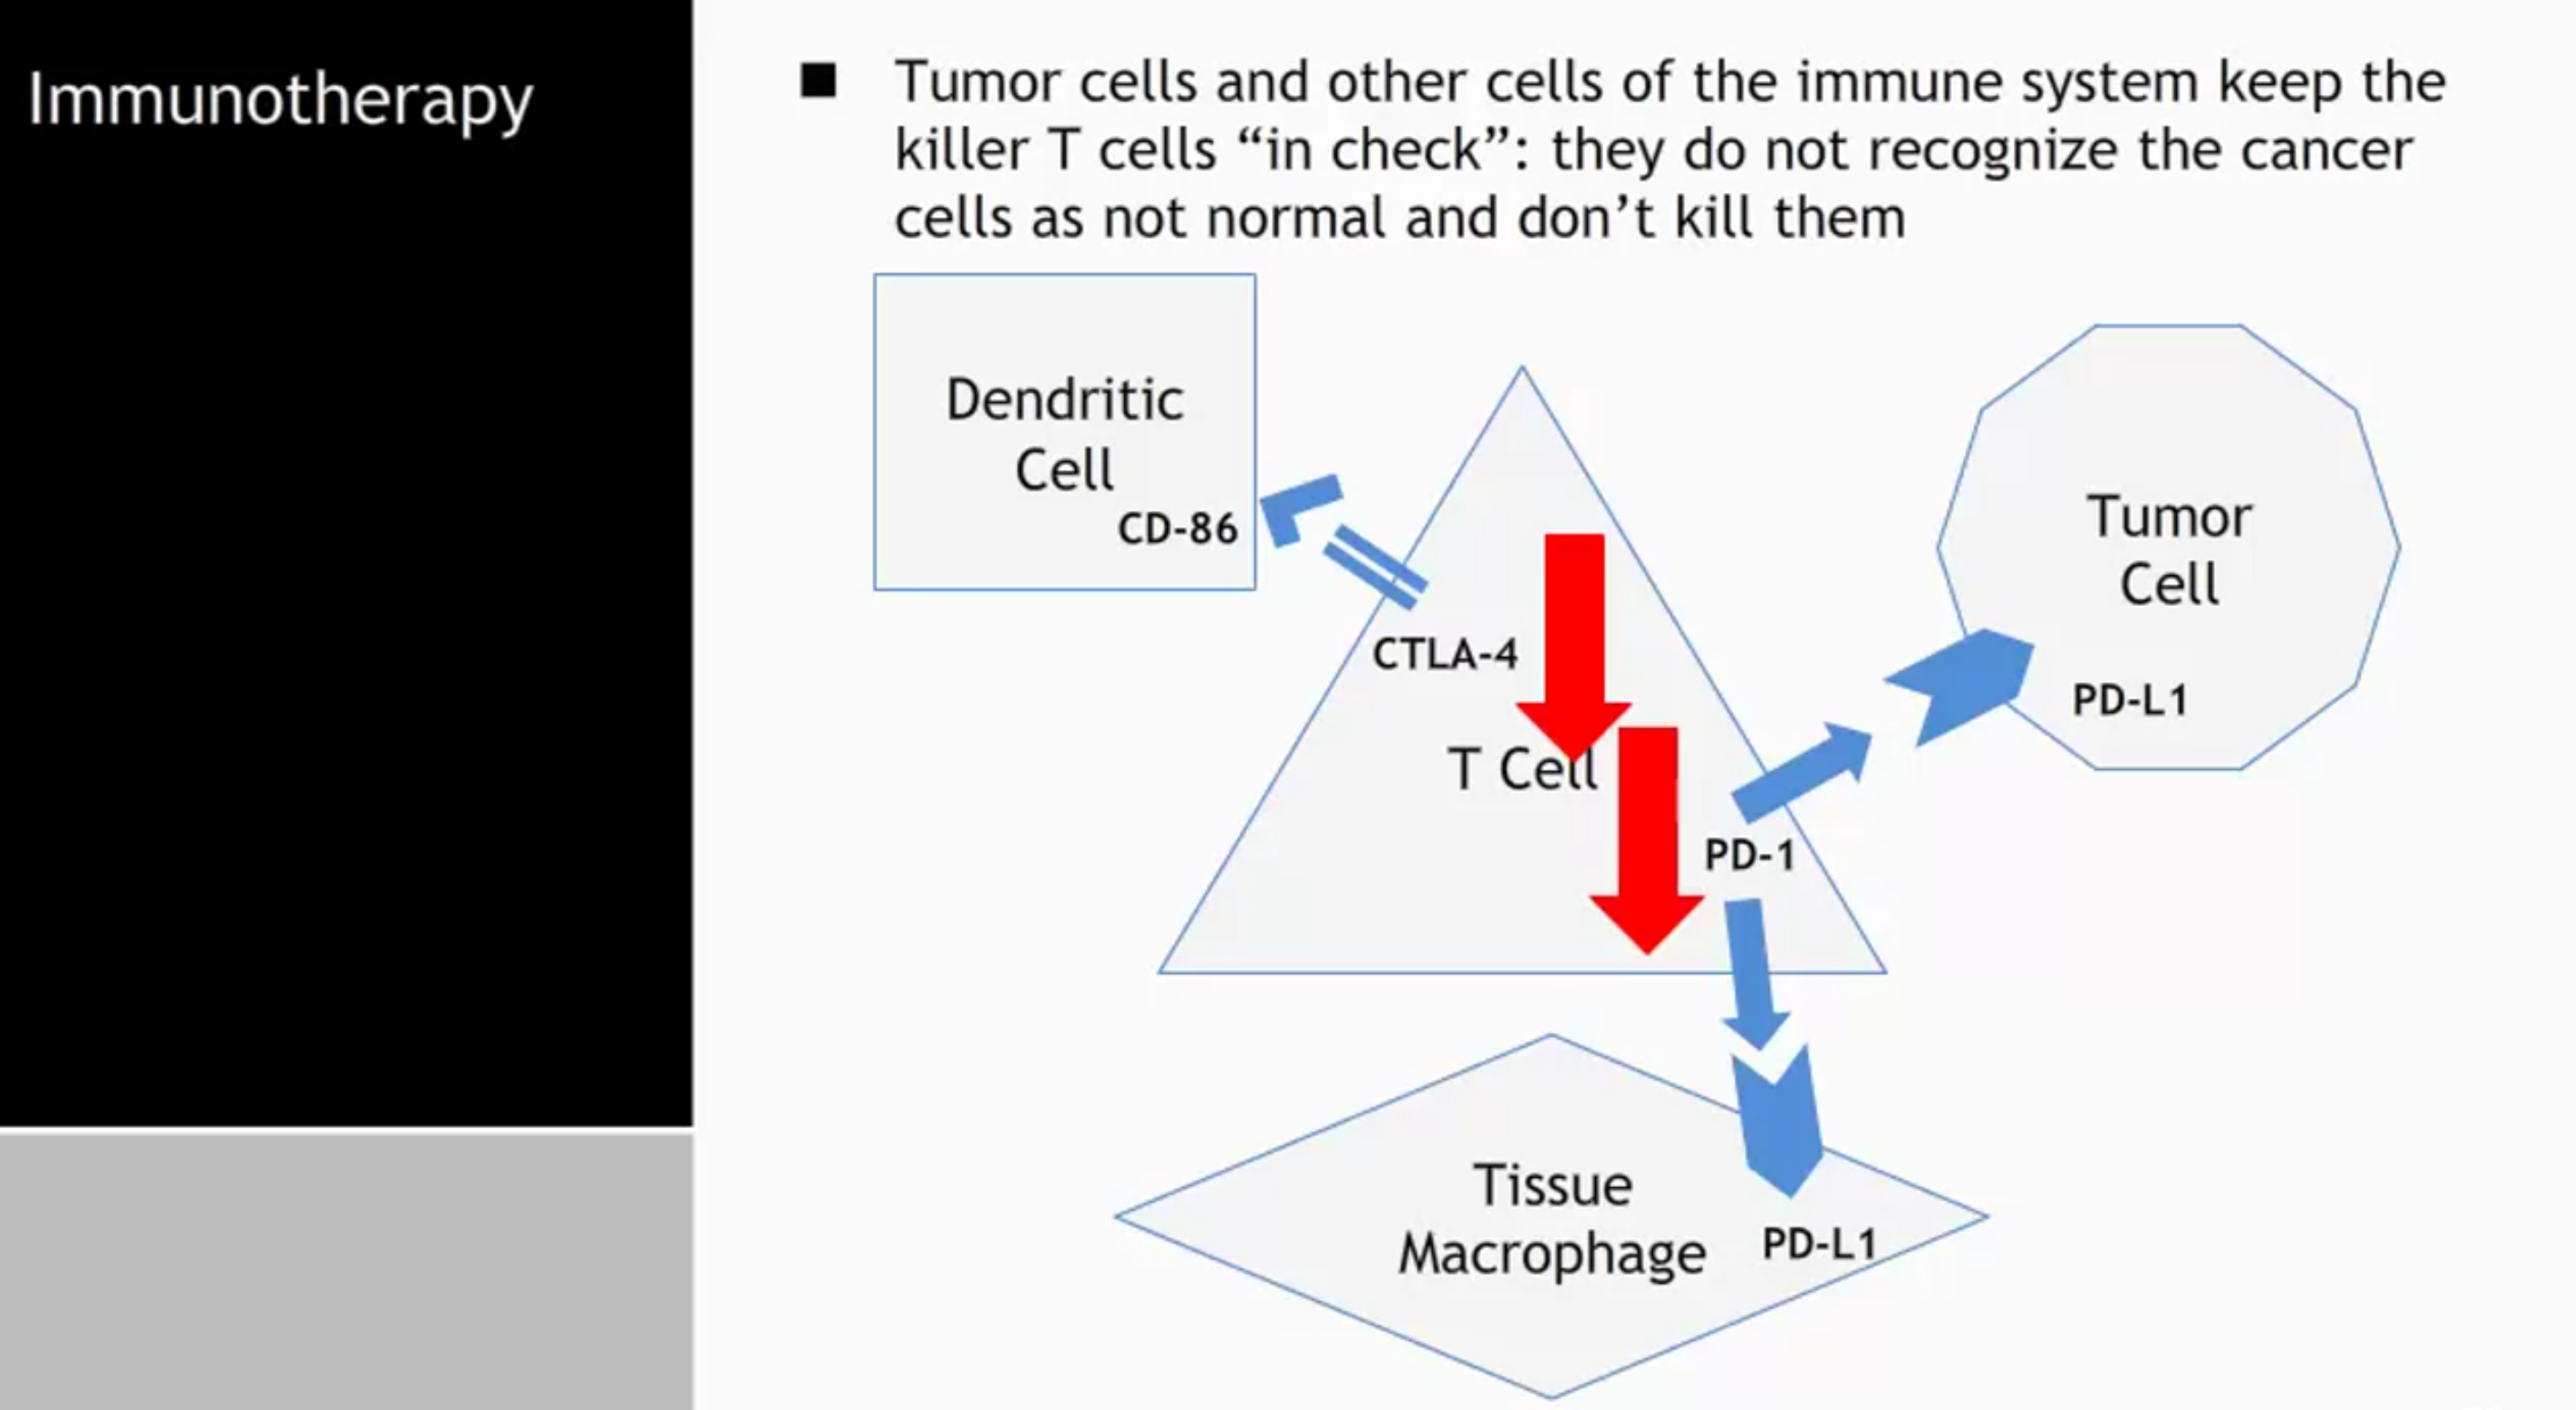 Immunotherapy
■ Tumor cells and other cells of the immune system keep the
killer T cells “in check”: they do not recognize the cancer
cells as not normal and don’t kill them
Dendritic
Cell
CD-86
CTLA-4
T Cell
PD-1
Tumor
Cell
PD-L1
Tissue
Macrophage
PD-L1